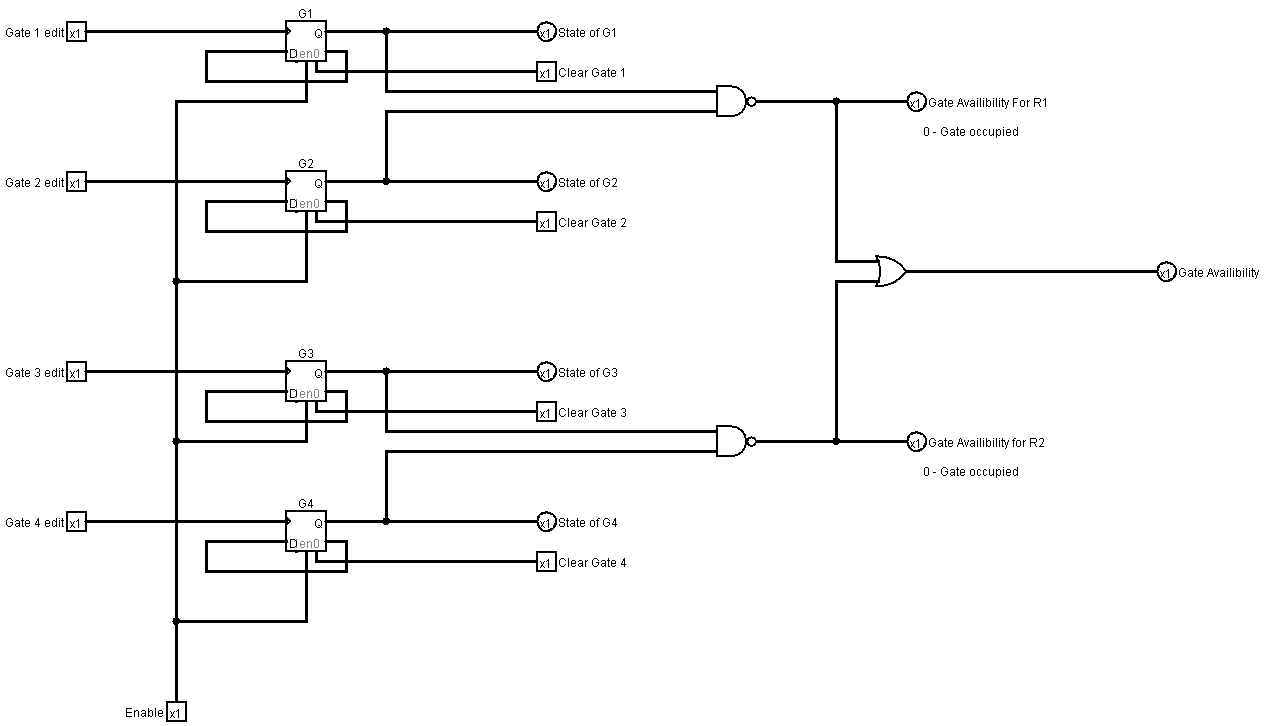 G1
Gate 1 edit x1 Q x1 State of G1
D en 0
x1 Clear Gate 1
x1 Gate Availibility For R1
0 - Gate occupied
G2
Gate 2 edit x1 Q x1 State of G2
D en 0
x1 Clear Gate 2
x1 Gate Availibility
G3
Gate 3 edit x1 Q x1 State of G3
D en 0
x1 Clear Gate 3
x1 Gate Availibility for R2
0 - Gate occupied
G4
Gate 4 edit x1 Q x1 State of G4
D en 0
x1 Clear Gate 4
Enable x1